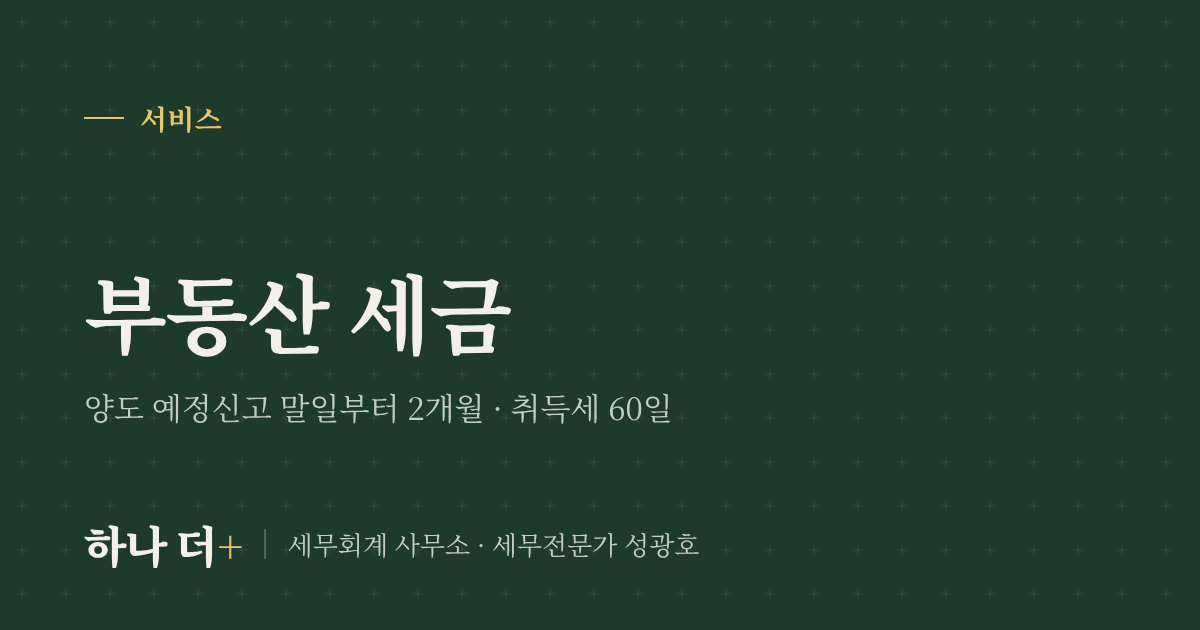 서비스
부동산 세금
양도 예정신고 말일부터 2개월 · 취득세 60일
하나 더+ | 세무회계 사무소 · 세무전문가 성광호